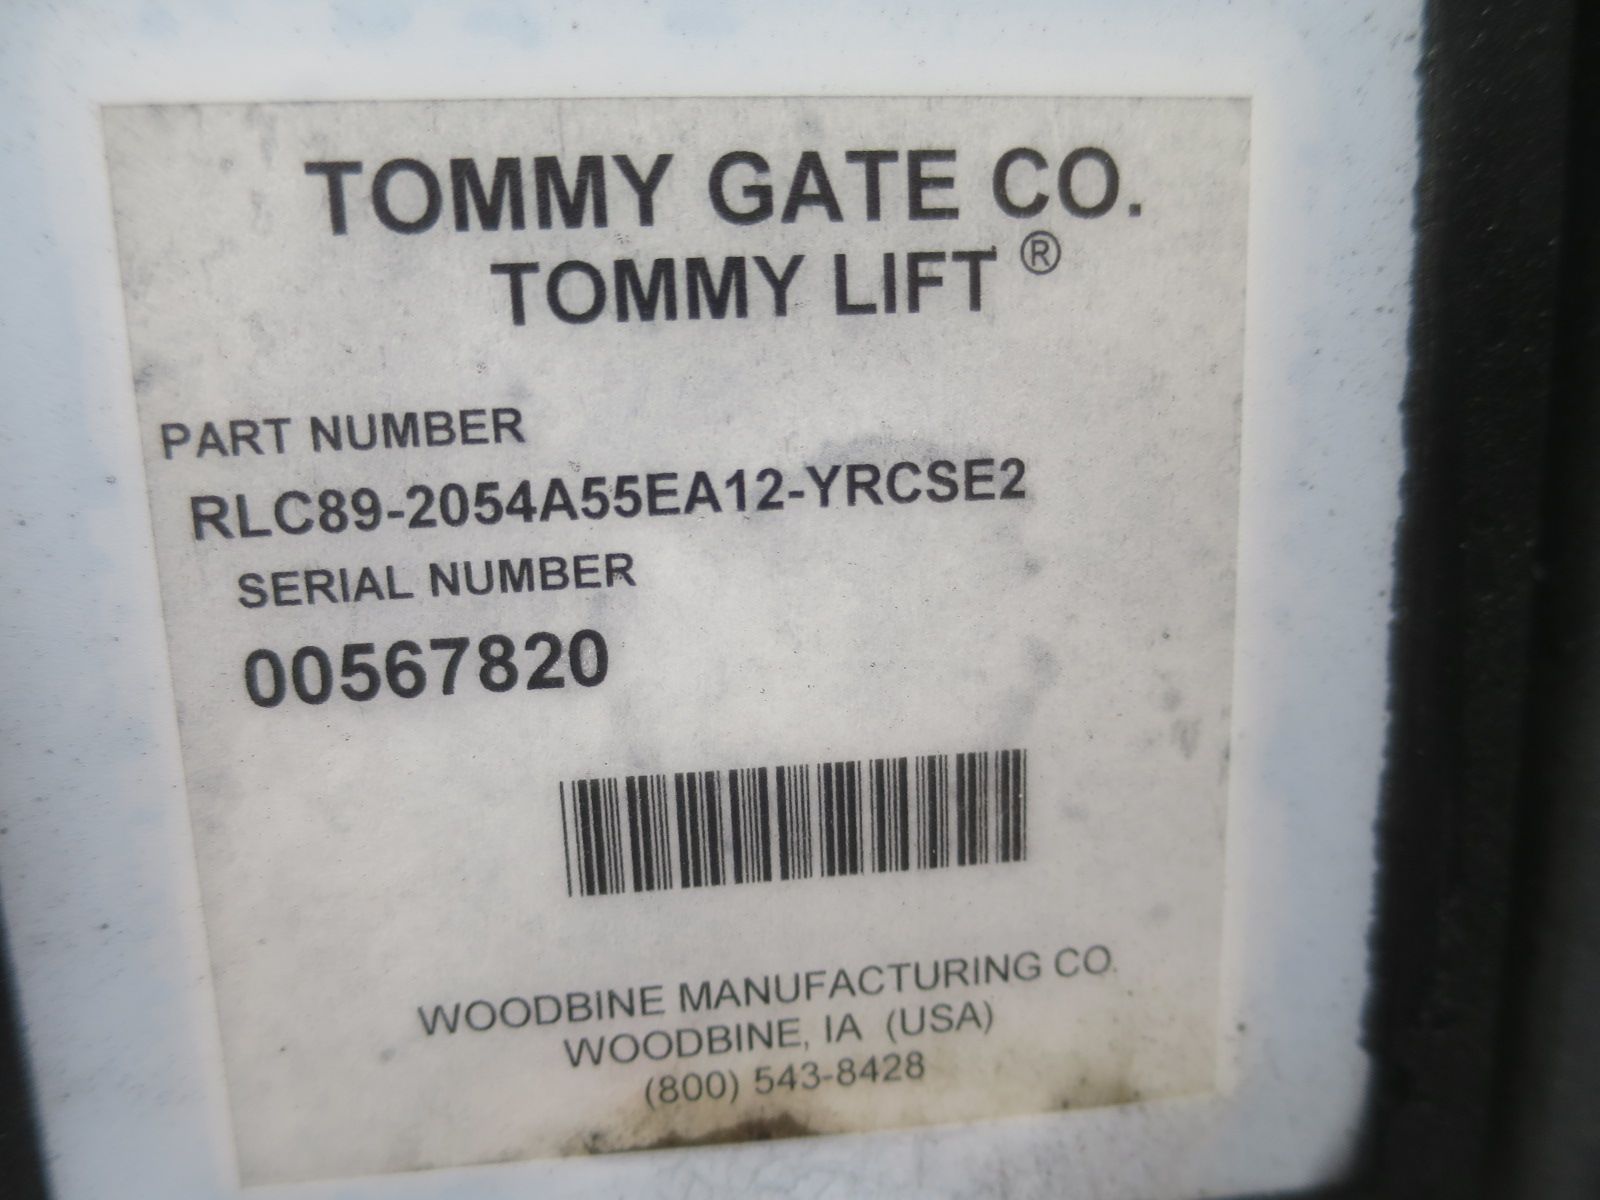 TOMMY GATE CO.
TOMMY LIFT ®
PART NUMBER
RLC89-2054A55EA12-YRCSE2
SERIAL NUMBER
00567820
WOODBINE MANUFACTURING CO.
WOODBINE, IA (USA)
(800) 543-8428